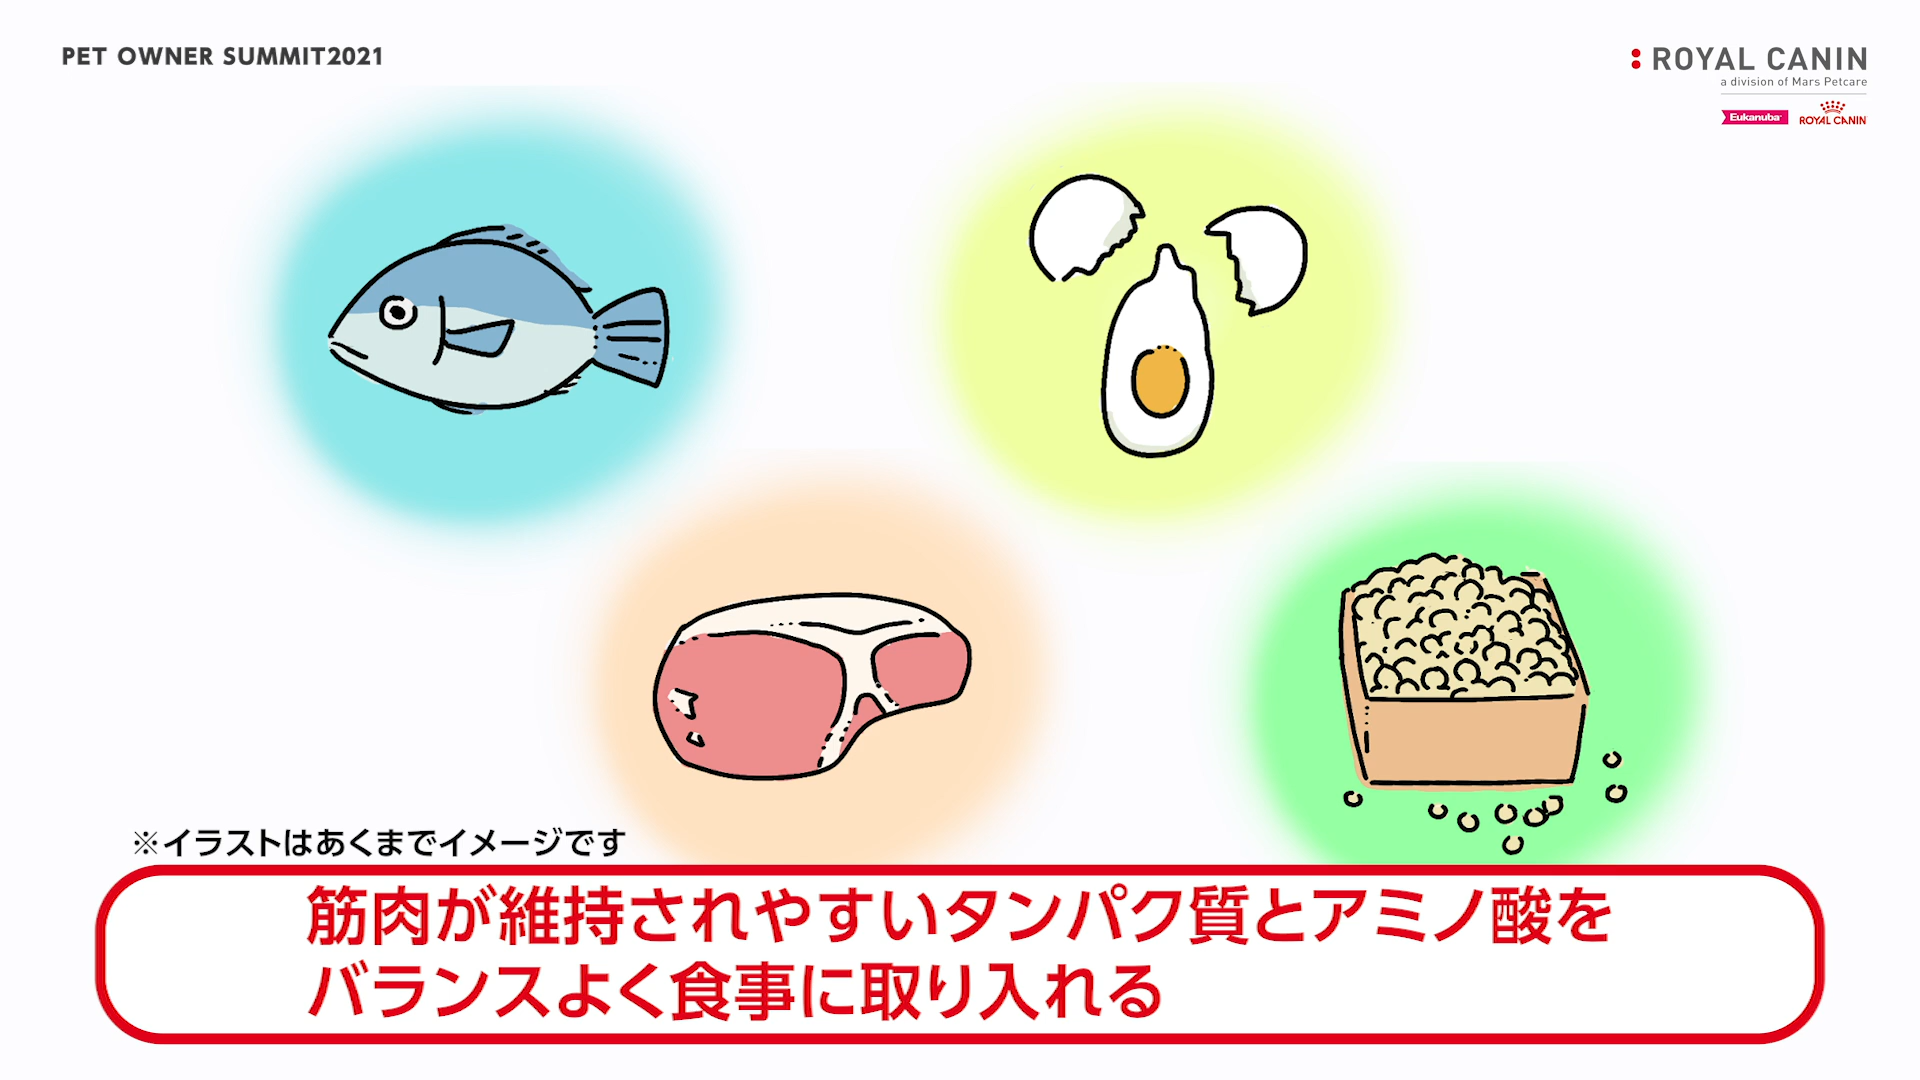 PET OWNER SUMMIT2021
ROYAL CANIN
a division of Mars Petcare
Eukanuba
ROYAL CANIN
※イラストはあくまでイメージです
筋肉が維持されやすいタンパク質とアミノ酸を
バランスよく食事に取り入れる